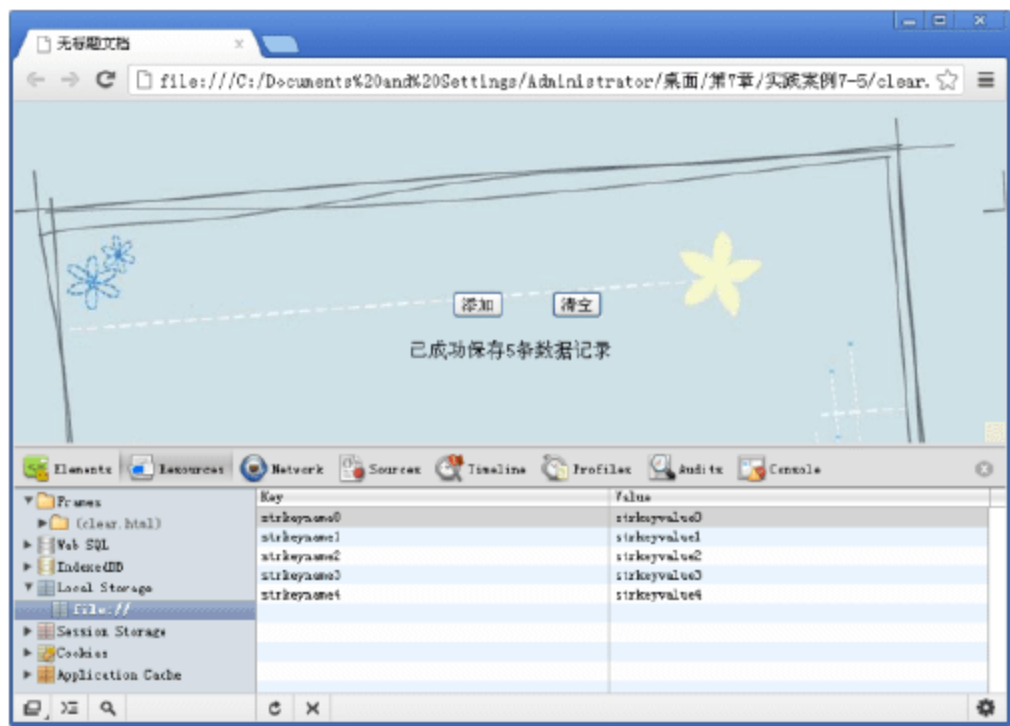 无标题文档
file:///C:/Documents%20and%20Settings/Administrator/桌面/第7章/实践案例7-5/clear.
添加 清空
已成功保存5条数据记录
Elements Resources Network Sources Timeline Profiles Audits Console
Frames
(clear.html)
Web SQL
IndexedDB
Local Storage
file://
Session Storage
Cookies
Application Cache
Key Value
strkeyname0 strkeyvalue0
strkeyname1 strkeyvalue1
strkeyname2 strkeyvalue2
strkeyname3 strkeyvalue3
strkeyname4 strkeyvalue4